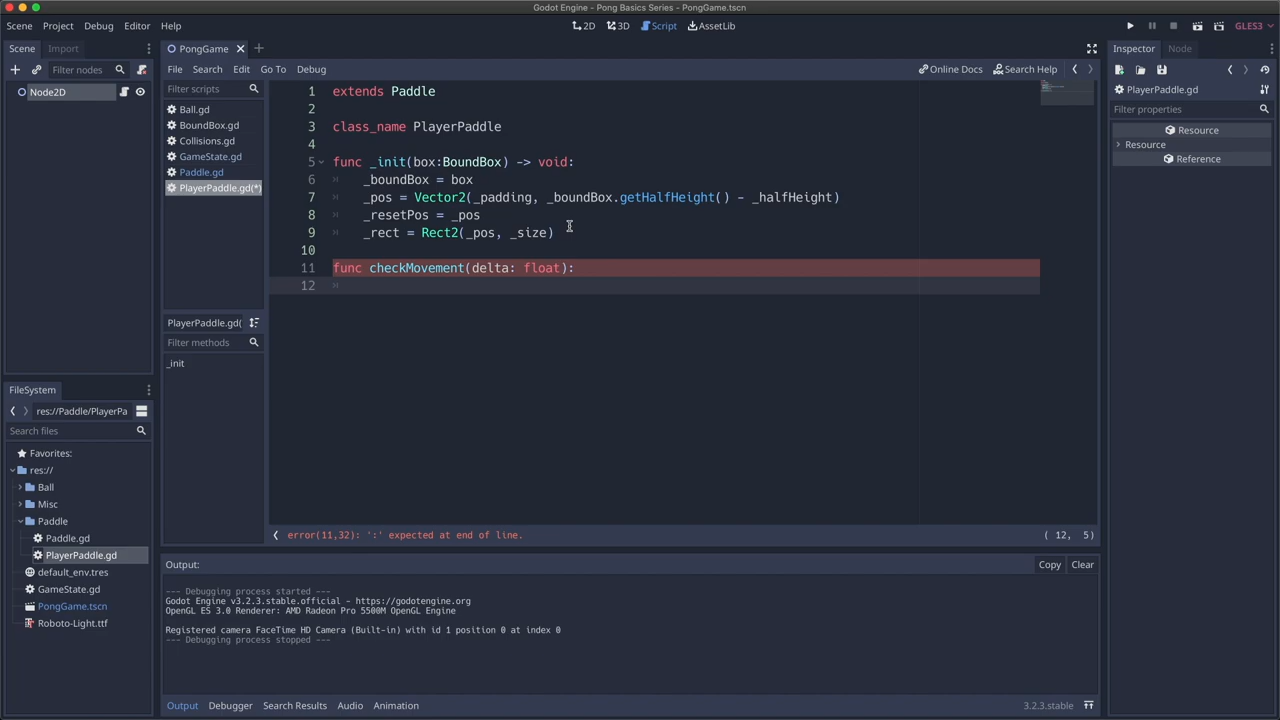 Godot Engine - Pong Basics Series - PongGame.tscn
Scene Project Debug Editor Help
2D 3D Script AssetLib
GLES3
Scene Import
Filter nodes
Node2D
PongGame
File Search Edit Go To Debug
Online Docs Search Help
Filter scripts
Ball.gd
BoundBox.gd
Collisions.gd
GameState.gd
Paddle.gd
PlayerPaddle.gd(*)
PlayerPaddle.gd(
Filter methods
_init
1 extends Paddle
2
3 class_name PlayerPaddle
4
5 func _init(box:BoundBox) -> void:
6 _boundBox = box
7 _pos = Vector2(_padding, _boundBox.getHalfHeight() - _halfHeight)
8 _resetPos = _pos
9 _rect = Rect2(_pos, _size)
10
11 func checkMovement(delta: float):
12
error(11,32): ':' expected at end of line.
( 12, 5)
Inspector Node
PlayerPaddle.gd
Filter properties
Resource
Resource
Reference
FileSystem
res://Paddle/PlayerPa
Search files
Favorites:
res://
Ball
Misc
Paddle
Paddle.gd
PlayerPaddle.gd
default_env.tres
GameState.gd
PongGame.tscn
Roboto-Light.ttf
Output:
Copy Clear
--- Debugging process started ---
Godot Engine v3.2.3.stable.official - https://godotengine.org
OpenGL ES 3.0 Renderer: AMD Radeon Pro 5500M OpenGL Engine
Registered camera FaceTime HD Camera (Built-in) with id 1 position 0 at index 0
--- Debugging process stopped ---
Output Debugger Search Results Audio Animation
3.2.3.stable